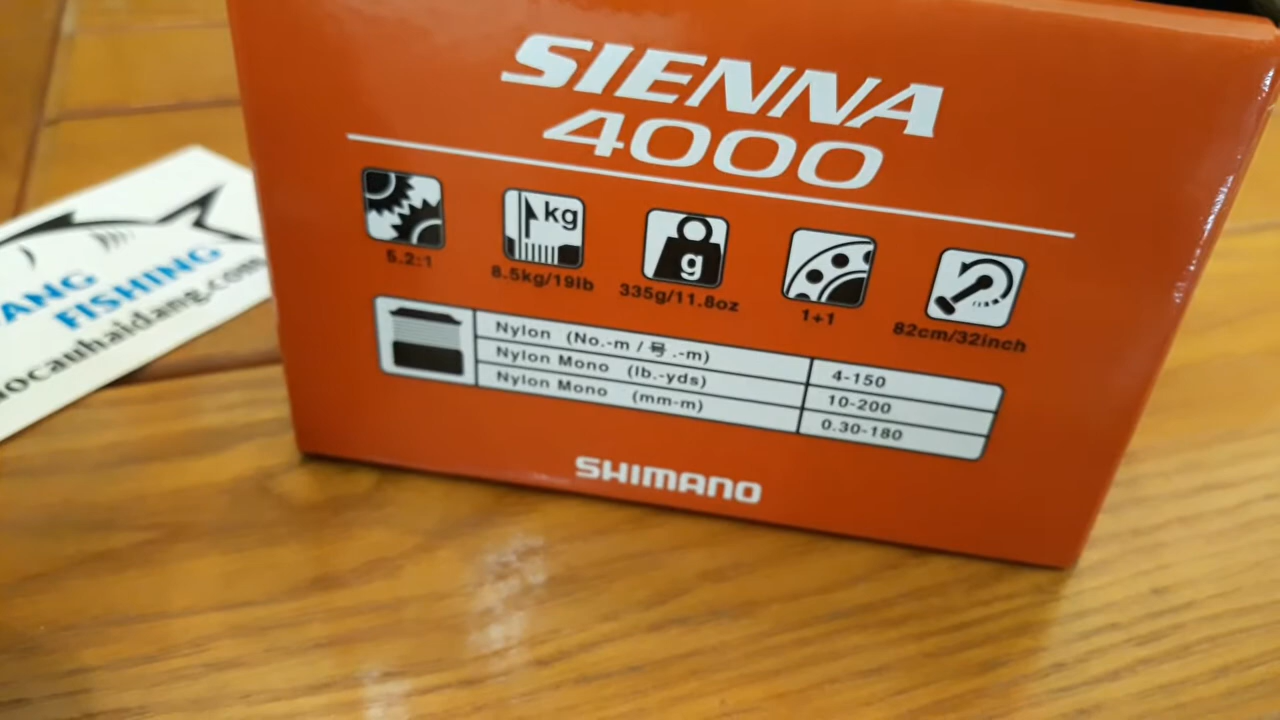 SIENNA
4000
kg
g
5.2:1
8.5kg/19lb
335g/11.8oz
1+1
82cm/32inch
Nylon (No.-m / 号 .-m) 4-150
Nylon Mono (lb.-yds) 10-200
Nylon Mono (mm-m) 0.30-180
SHIMANO
ANG
FISHING
ocauhaidang.com